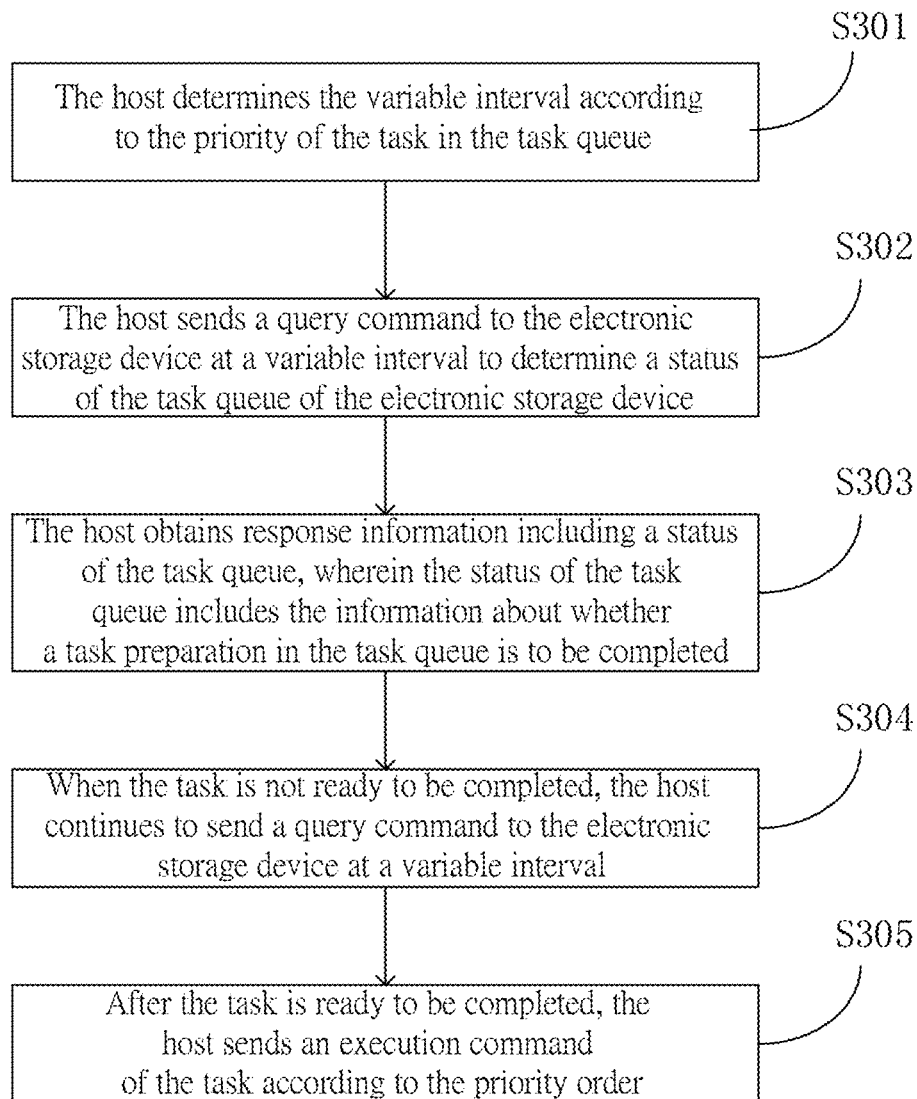 S301
The host determines the variable interval according
to the priority of the task in the task queue
S302
The host sends a query command to the electronic
storage device at a variable interval to determine a status
of the task queue of the electronic storage device
S303
The host obtains response information including a status
of the task queue, wherein the status of the task
queue includes the information about whether
a task preparation in the task queue is to be completed
S304
When the task is not ready to be completed, the host
continues to send a query command to the electronic
storage device at a variable interval
S305
After the task is ready to be completed, the
host sends an execution command
of the task according to the priority order